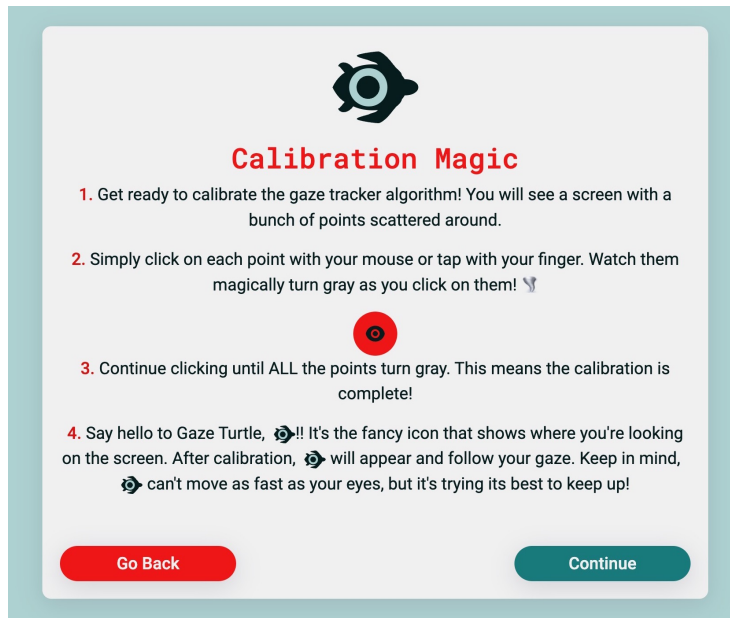 Calibration Magic
1. Get ready to calibrate the gaze tracker algorithm! You will see a screen with a
bunch of points scattered around.
2. Simply click on each point with your mouse or tap with your finger. Watch them
magically turn gray as you click on them!
3. Continue clicking until ALL the points turn gray. This means the calibration is
complete!
4. Say hello to Gaze Turtle, !! It's the fancy icon that shows where you're looking
on the screen. After calibration, will appear and follow your gaze. Keep in mind,
can't move as fast as your eyes, but it's trying its best to keep up!
Go Back
Continue